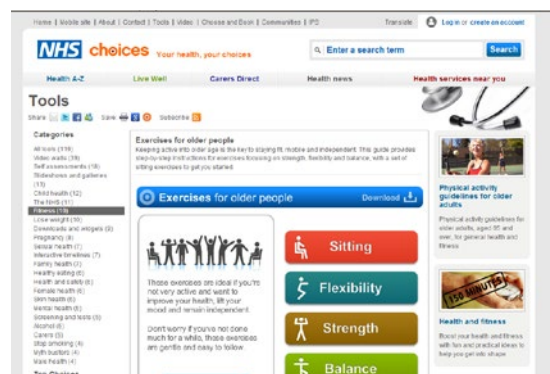 Home | Mobile site | About | Contact | Tools | Video | Choose and Book | Communities | IPS
Translate
Log in or create an account
NHS choices Your health, your choices
Enter a search term
Search
Health A-Z
Live Well
Carers Direct
Health news
Health services near you
Tools
Share
Save
Subscribe
Categories
All tools (119)
Video walls (39)
Self assessments (18)
Slideshows and galleries
(13)
Child health (12)
The NHS (11)
Fitness (10)
Lose weight (10)
Downloads and widgets (9)
Pregnancy (8)
Sexual health (7)
Interactive timelines (7)
Family health (7)
Healthy eating (6)
Health and safety (6)
Female health (6)
Skin health (6)
Mental health (6)
Screening and tests (5)
Alcohol (6)
Carers (5)
Stop smoking (4)
Myth busters (4)
Male health (4)
Top Choices
Exercises for older people
Keeping active into older age is the key to staying fit, mobile and independent. This guide provides
step-by-step instructions for exercises focusing on strength, flexibility and balance, with a set of
sitting exercises to get you started.
Exercises for older people
Download
These exercises are ideal if you're
not very active and want to
improve your health, lift your
mood and remain independent.
Don't worry if you've not done
much for a while, these exercises
are gentle and easy to follow.
Sitting
Flexibility
Strength
Balance
Physical activity
guidelines for older
adults
Physical activity guidelines for
older adults, aged 65 and
over, for general health and
fitness
150 MINUTES
Health and fitness
Boost your health and fitness
with fun and practical ideas to
help you get into shape